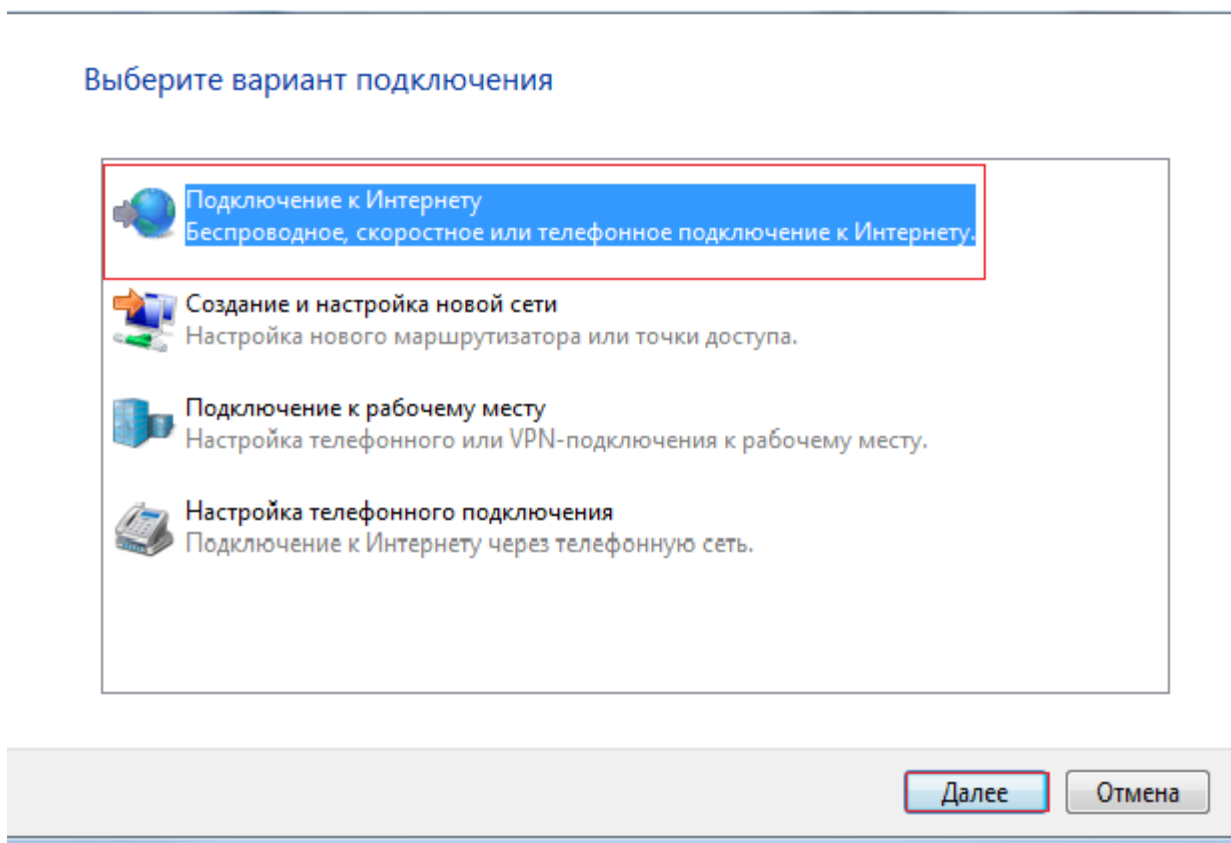 Выберите вариант подключения
Подключение к Интернету
Беспроводное, скоростное или телефонное подключение к Интернету.
Создание и настройка новой сети
Настройка нового маршрутизатора или точки доступа.
Подключение к рабочему месту
Настройка телефонного или VPN-подключения к рабочему месту.
Настройка телефонного подключения
Подключение к Интернету через телефонную сеть.
Далее
Отмена